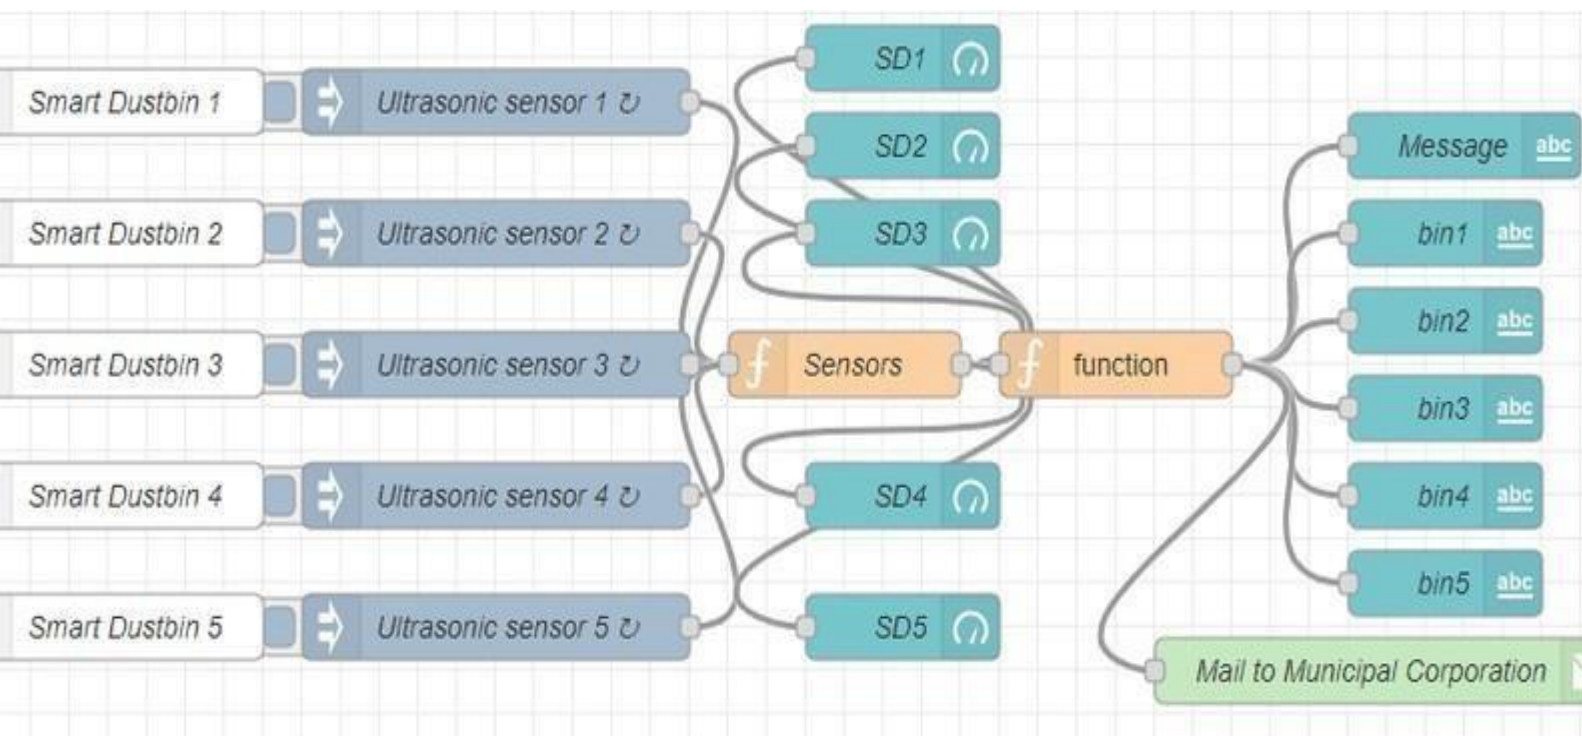 Smart Dustbin 1
Ultrasonic sensor 1 ↻
Smart Dustbin 2
Ultrasonic sensor 2 ↻
Smart Dustbin 3
Ultrasonic sensor 3 ↻
Smart Dustbin 4
Ultrasonic sensor 4 ↻
Smart Dustbin 5
Ultrasonic sensor 5 ↻
SD1
SD2
SD3
f Sensors
SD4
SD5
f function
Message abc
bin1 abc
bin2 abc
bin3 abc
bin4 abc
bin5 abc
Mail to Municipal Corporation